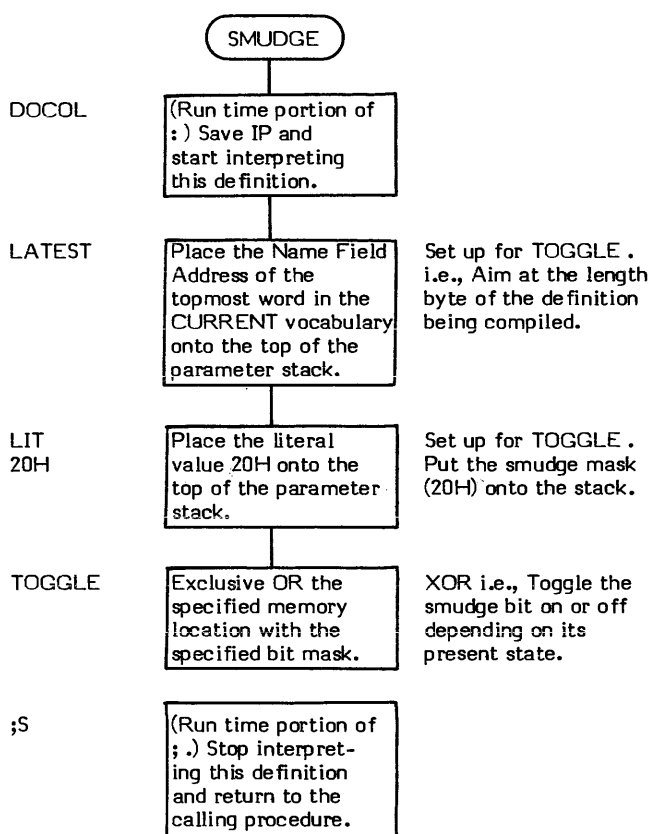 SMUDGE
DOCOL
(Run time portion of
: ) Save IP and
start interpreting
this definition.
LATEST
Place the Name Field
Address of the
topmost word in the
CURRENT vocabulary
onto the top of the
parameter stack.
Set up for TOGGLE .
i.e., Aim at the length
byte of the definition
being compiled.
LIT
20H
Place the literal
value 20H onto the
top of the parameter
stack.
Set up for TOGGLE .
Put the smudge mask
(20H) onto the stack.
TOGGLE
Exclusive OR the
specified memory
location with the
specified bit mask.
XOR i.e., Toggle the
smudge bit on or off
depending on its
present state.
;S
(Run time portion of
; .) Stop interpret-
ing this definition
and return to the
calling procedure.